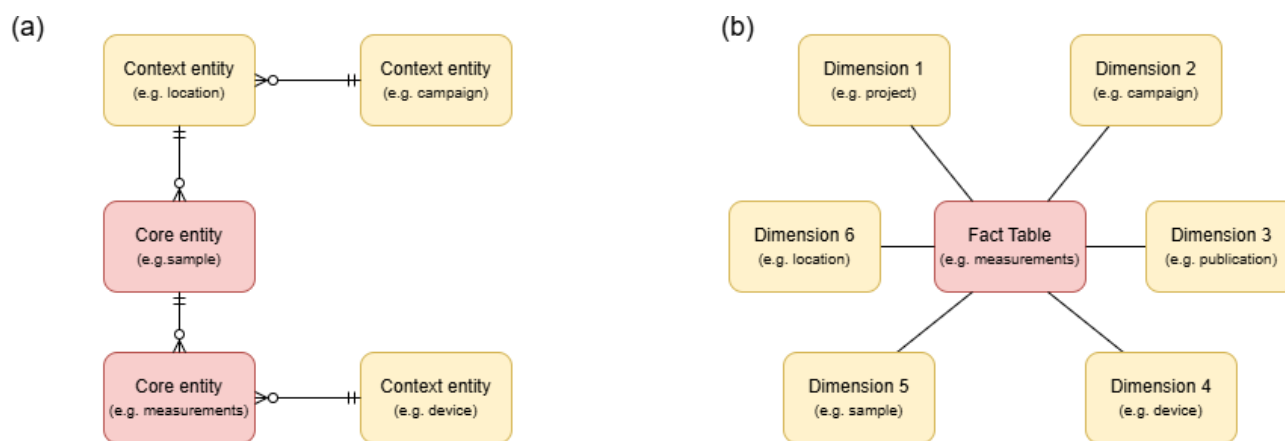 (a)
Context entity
(e.g. location)
Context entity
(e.g. campaign)
Core entity
(e.g.sample)
Core entity
(e.g. measurements)
Context entity
(e.g. device)
(b)
Dimension 1
(e.g. project)
Dimension 2
(e.g. campaign)
Dimension 6
(e.g. location)
Fact Table
(e.g. measurements)
Dimension 3
(e.g. publication)
Dimension 5
(e.g. sample)
Dimension 4
(e.g. device)